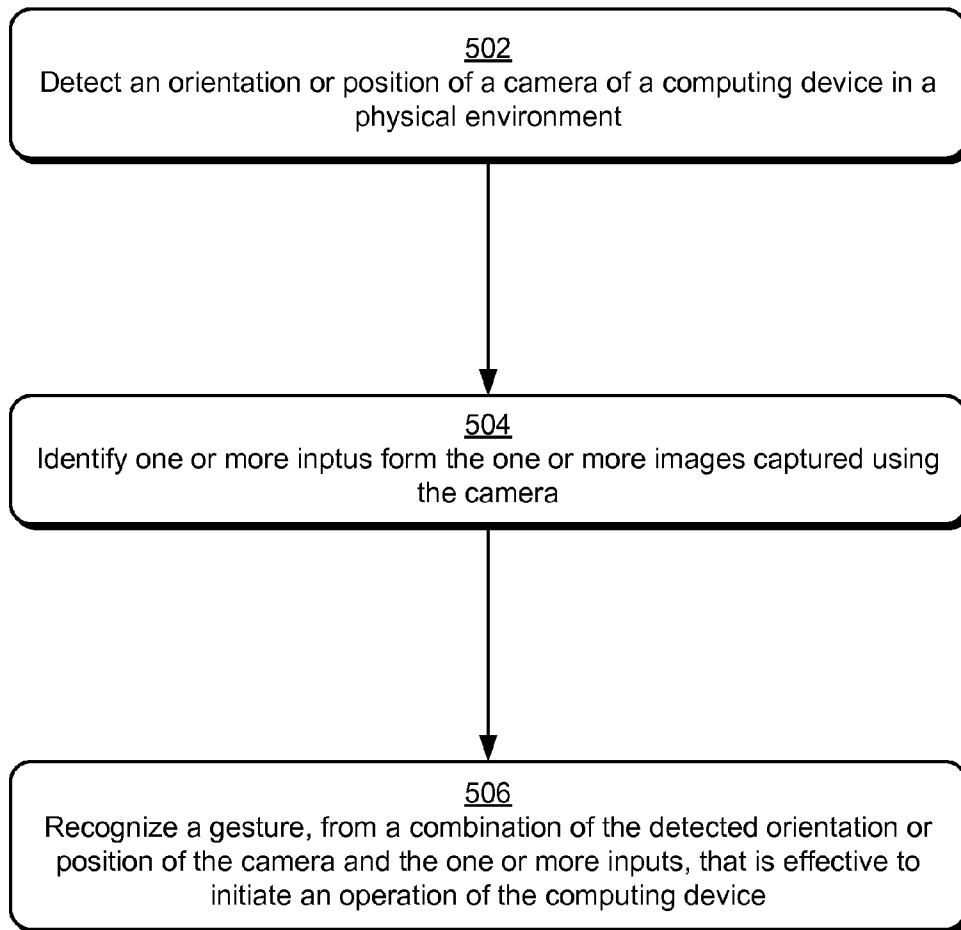 502
Detect an orientation or position of a camera of a computing device in a
physical environment
504
Identify one or more inptus form the one or more images captured using
the camera
506
Recognize a gesture, from a combination of the detected orientation or
position of the camera and the one or more inputs, that is effective to
initiate an operation of the computing device